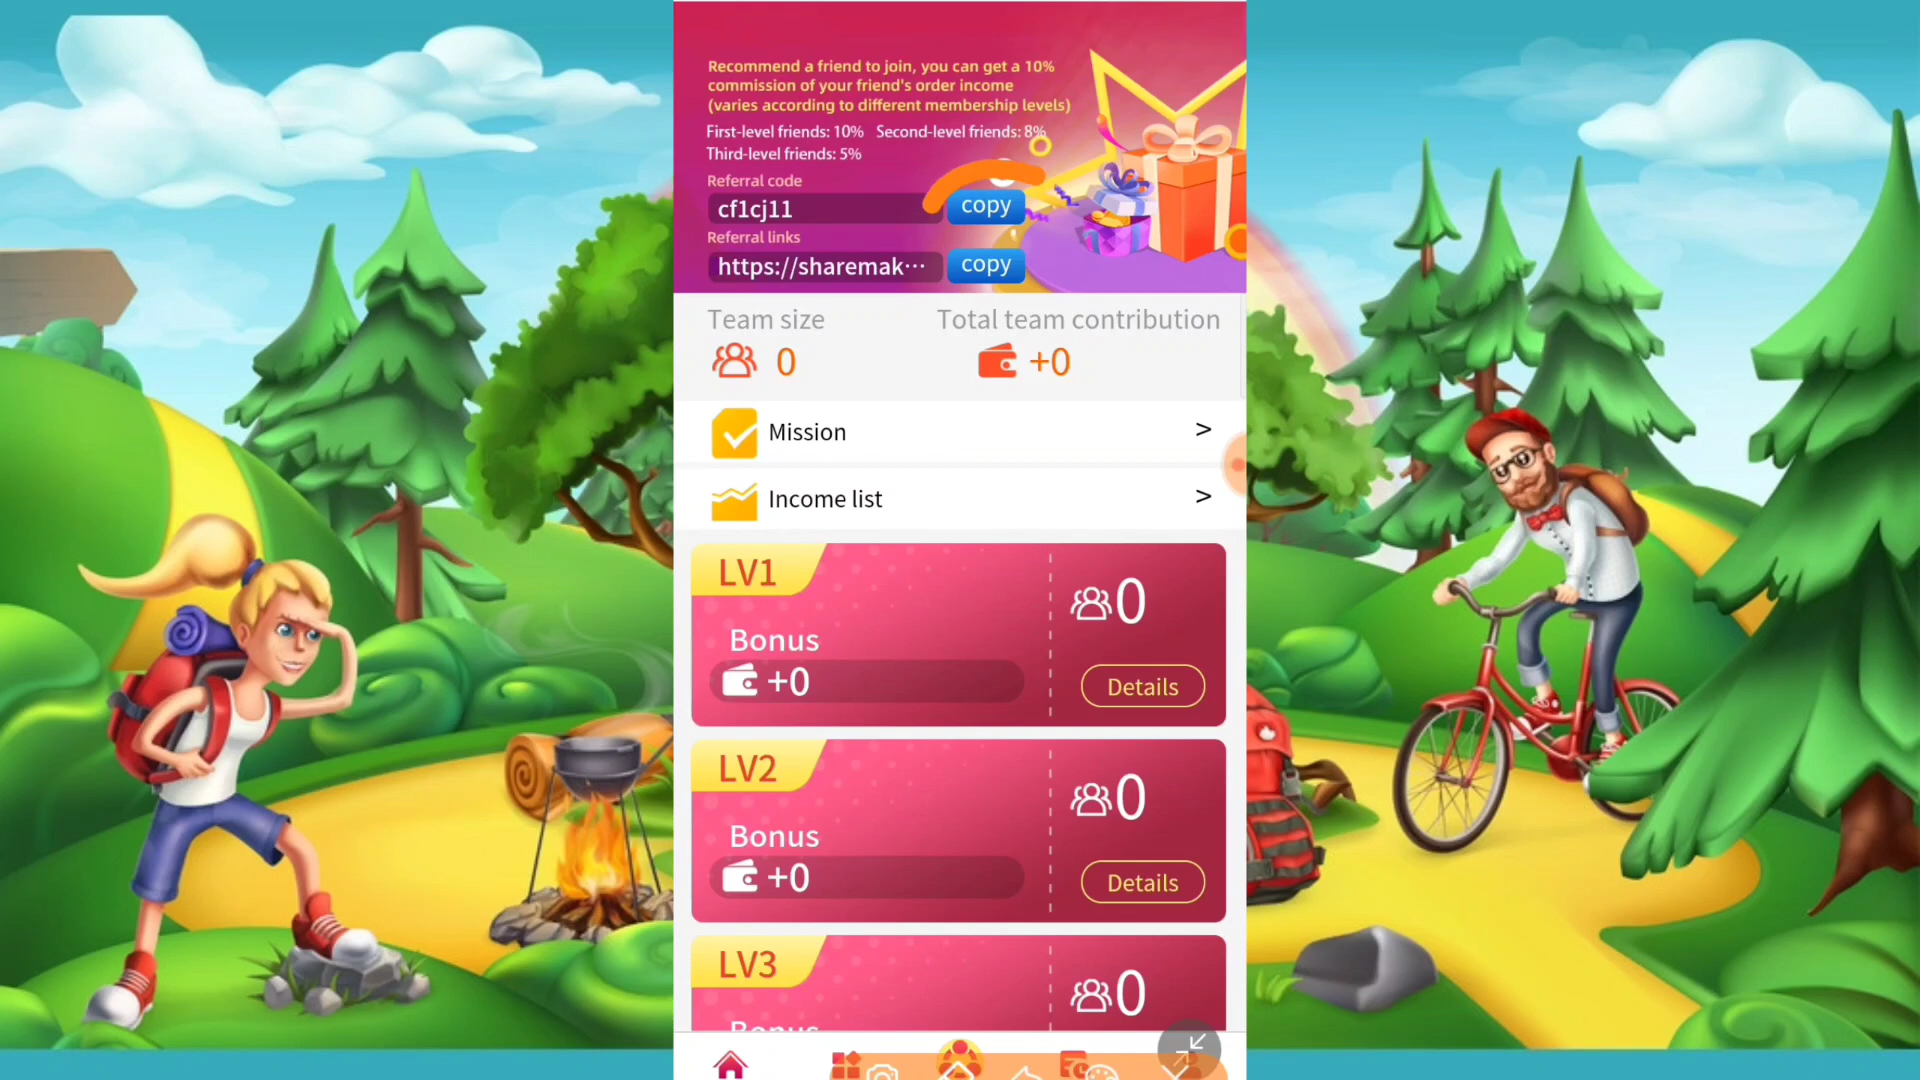 Recommend a friend to join, you can get a 10%
commission of your friend's order income
(varies according to different membership levels)
First-level friends: 10% Second-level friends: 8%
Third-level friends: 5%
Referral code
cf1cj11 copy
Referral links
https://sharemak··· copy
Team size Total team contribution
0 +0
Mission >
Income list >
LV1
0
Bonus
+0
Details
LV2
0
Bonus
+0
Details
LV3
0
Bonus